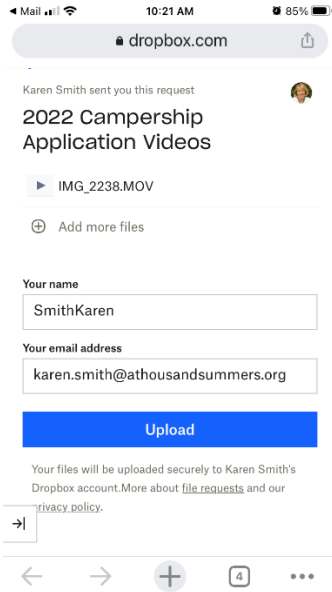 Mail 10:21 AM 85%
dropbox.com
Karen Smith sent you this request
2022 Campership
Application Videos
IMG_2238.MOV
Add more files
Your name
SmithKaren
Your email address
karen.smith@athousandsummers.org
Upload
Your files will be uploaded securely to Karen Smith's
Dropbox account.More about file requests and our
privacy policy.
4